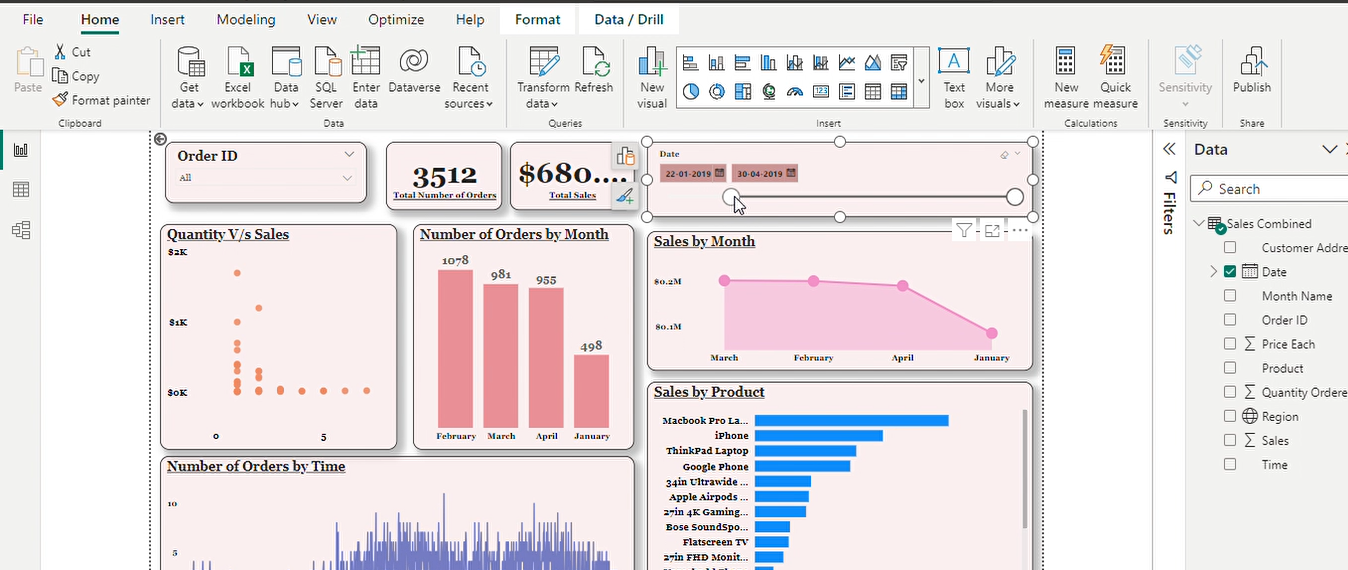 File Home Insert Modeling View Optimize Help Format Data / Drill
Paste
Cut
Copy
Format painter
Clipboard
Get data
Excel workbook
Data hub
SQL Server
Enter data
Dataverse
Recent sources
Data
Transform data
Refresh
Queries
New visual
123
Insert
A
Text box
More visuals
New measure
Quick measure
Calculations
Sensitivity
Sensitivity
Publish
Share
Order ID
All
3512
Total Number of Orders
$680....
Total Sales
Date
22-01-2019
30-04-2019
Quantity V/s Sales
$2K
$1K
$0K
0 5
Number of Orders by Month
1078
981
955
498
February March April January
Sales by Month
$0.2M
$0.1M
March February April January
Sales by Product
Macbook Pro La...
iPhone
ThinkPad Laptop
Google Phone
34in Ultrawide ...
Apple Airpods ...
27in 4K Gaming...
Bose SoundSpo...
Flatscreen TV
27in FHD Monit...
Number of Orders by Time
10
5
Filters
Data
Search
Sales Combined
Customer Addre
Date
Month Name
Order ID
Price Each
Product
Quantity Ordere
Region
Sales
Time